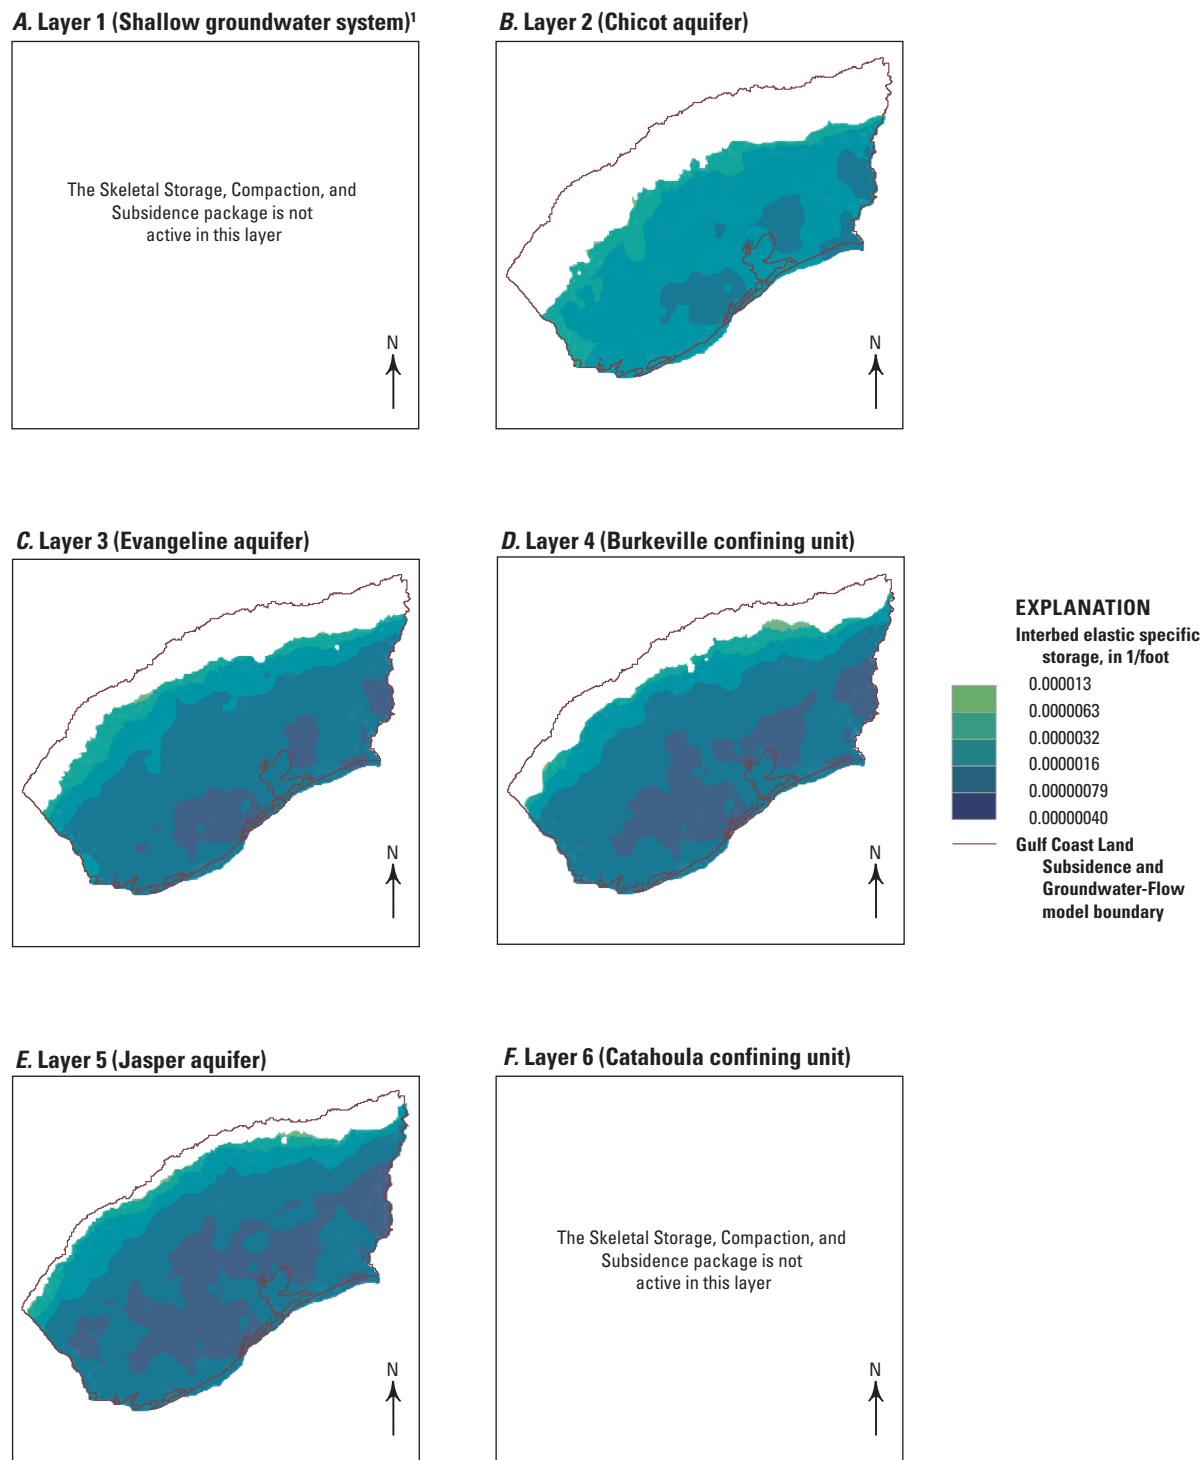 A. Layer 1 (Shallow groundwater system)¹
The Skeletal Storage, Compaction, and
Subsidence package is not
active in this layer
N
B. Layer 2 (Chicot aquifer)
N
C. Layer 3 (Evangeline aquifer)
N
D. Layer 4 (Burkeville confining unit)
N
EXPLANATION
Interbed elastic specific
storage, in 1/foot
0.000013
0.0000063
0.0000032
0.0000016
0.00000079
0.00000040
Gulf Coast Land
Subsidence and
Groundwater-Flow
model boundary
E. Layer 5 (Jasper aquifer)
N
F. Layer 6 (Catahoula confining unit)
The Skeletal Storage, Compaction, and
Subsidence package is not
active in this layer
N